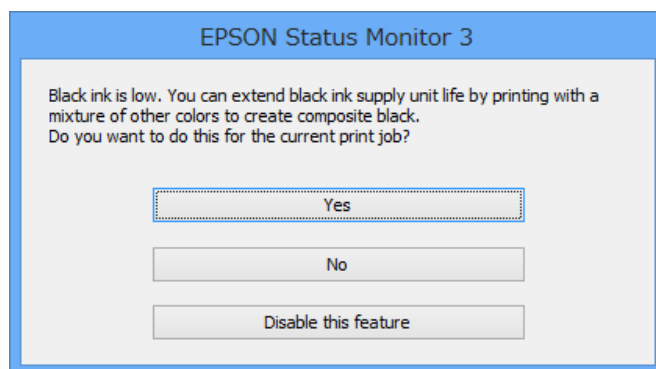 EPSON Status Monitor 3
Black ink is low. You can extend black ink supply unit life by printing with a
mixture of other colors to create composite black.
Do you want to do this for the current print job?
Yes
No
Disable this feature